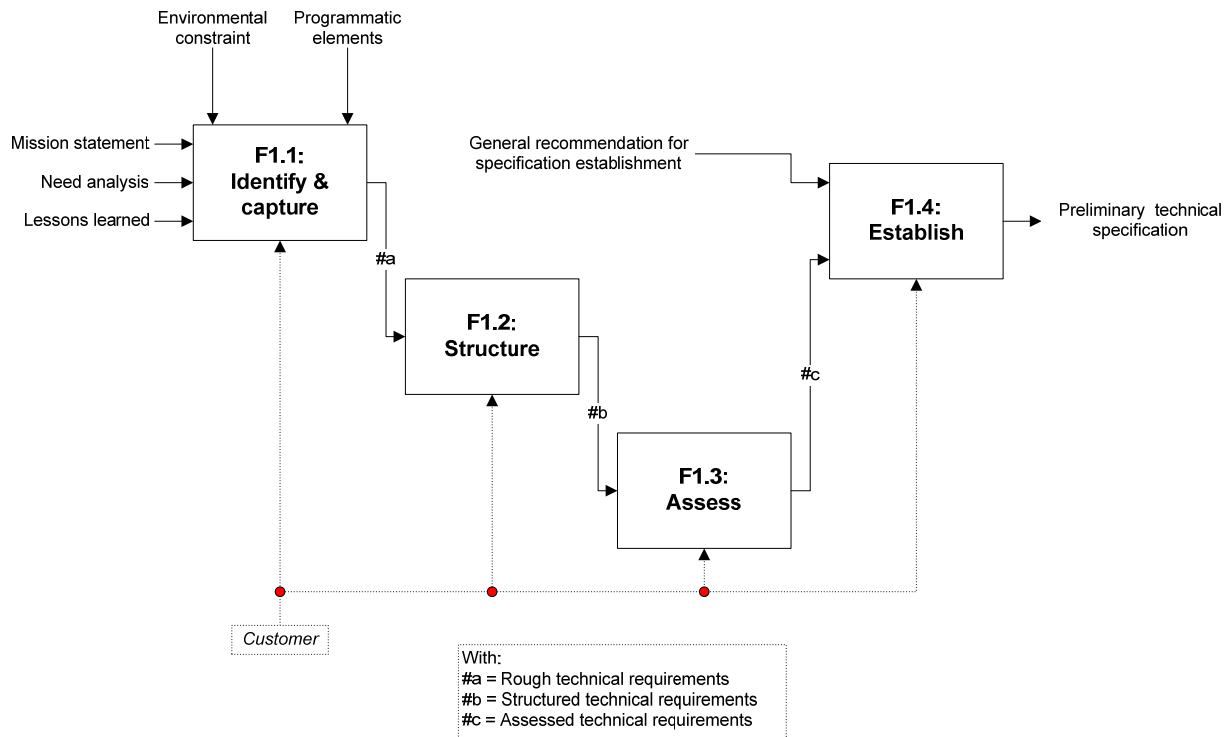 Environmental
constraint
Programmatic
elements
Mission statement
Need analysis
Lessons learned
F1.1:
Identify &
capture
General recommendation for
specification establishment
F1.4:
Establish
Preliminary technical
specification
#a
F1.2:
Structure
#c
#b
F1.3:
Assess
Customer
With:
#a = Rough technical requirements
#b = Structured technical requirements
#c = Assessed technical requirements